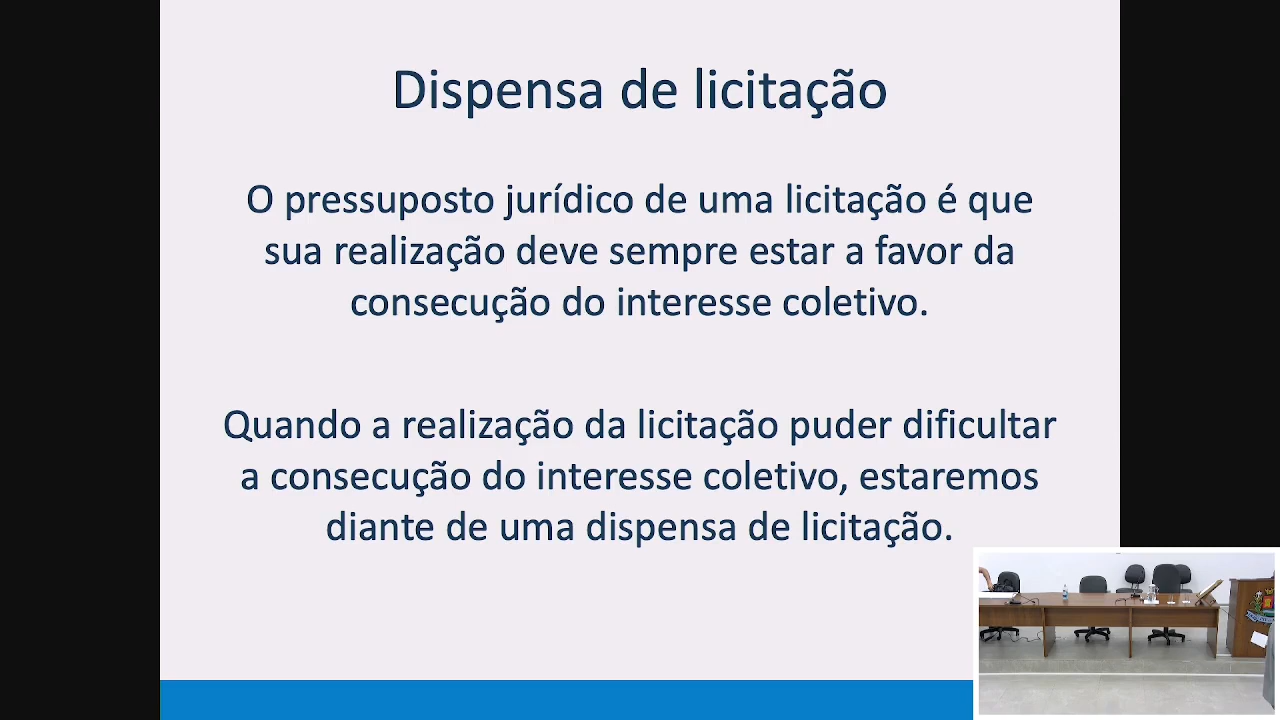 Dispensa de licitação
O pressuposto jurídico de uma licitação é que
sua realização deve sempre estar a favor da
consecução do interesse coletivo.
Quando a realização da licitação puder dificultar
a consecução do interesse coletivo, estaremos
diante de uma dispensa de licitação.